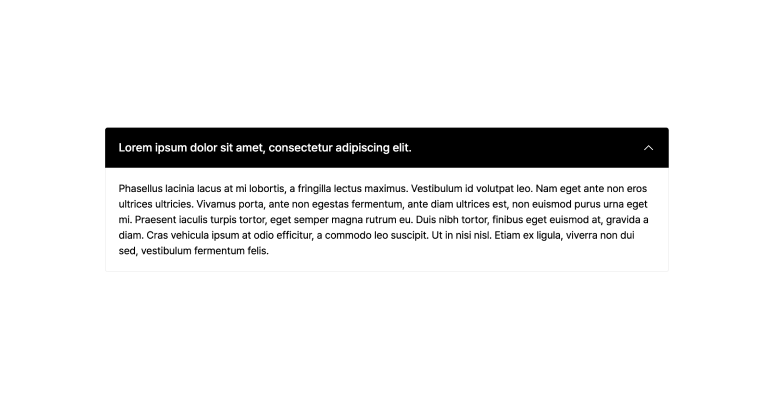 Lorem ipsum dolor sit amet, consectetur adipiscing elit.
Phasellus lacinia lacus at mi lobortis, a fringilla lectus maximus. Vestibulum id volutpat leo. Nam eget ante non eros
ultrices ultricies. Vivamus porta, ante non egestas fermentum, ante diam ultrices est, non euismod purus urna eget
mi. Praesent iaculis turpis tortor, eget semper magna rutrum eu. Duis nibh tortor, finibus eget euismod at, gravida a
diam. Cras vehicula ipsum at odio efficitur, a commodo leo suscipit. Ut in nisi nisl. Etiam ex ligula, viverra non dui
sed, vestibulum fermentum felis.